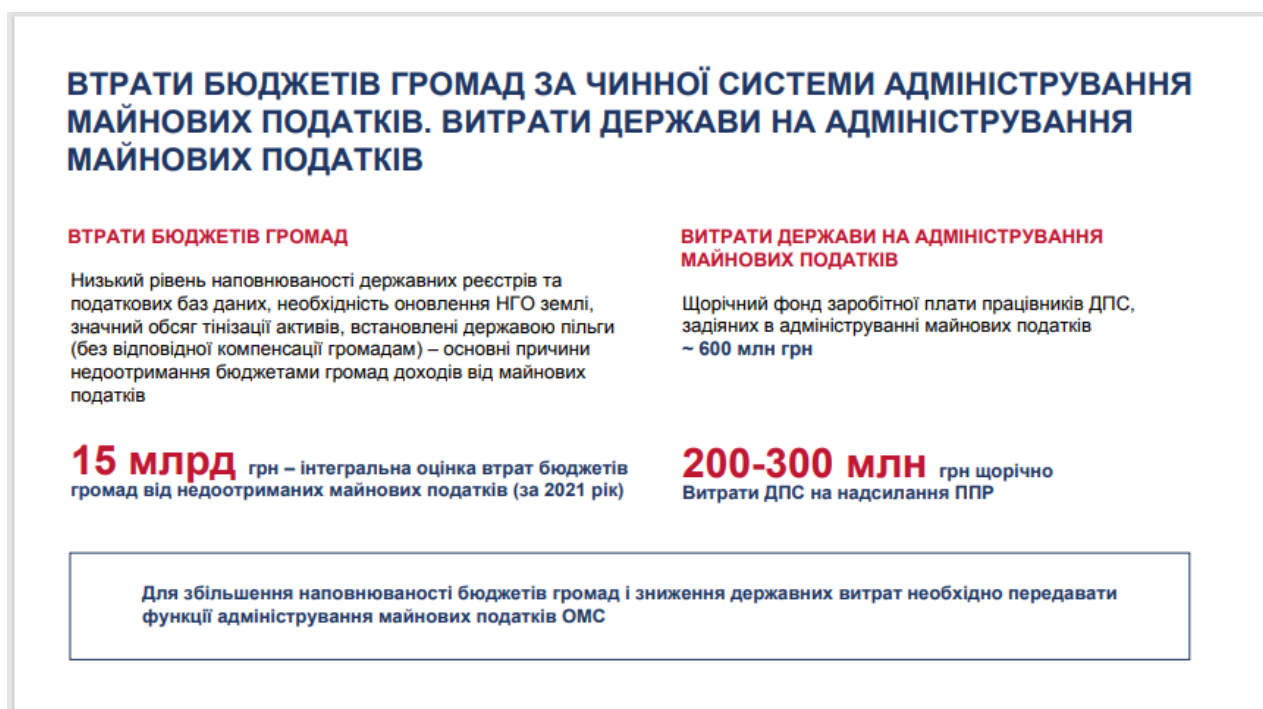 ВТРАТИ БЮДЖЕТІВ ГРОМАД ЗА ЧИННОЇ СИСТЕМИ АДМІНІСТРУВАННЯ
МАЙНОВИХ ПОДАТКІВ. ВИТРАТИ ДЕРЖАВИ НА АДМІНІСТРУВАННЯ
МАЙНОВИХ ПОДАТКІВ
ВТРАТИ БЮДЖЕТІВ ГРОМАД
Низький рівень наповнюваності державних реєстрів та
податкових баз даних, необхідність оновлення НГО землі,
значний обсяг тінізації активів, встановлені державою пільги
(без відповідної компенсації громадам) – основні причини
недоотримання бюджетами громад доходів від майнових
податків
15 млрд грн – інтегральна оцінка втрат бюджетів
громад від недоотриманих майнових податків (за 2021 рік)
ВИТРАТИ ДЕРЖАВИ НА АДМІНІСТРУВАННЯ
МАЙНОВИХ ПОДАТКІВ
Щорічний фонд заробітної плати працівників ДПС,
задіяних в адмініструванні майнових податків
~ 600 млн грн
200-300 млн грн щорічно
Витрати ДПС на надсилання ППР
Для збільшення наповнюваності бюджетів громад і зниження державних витрат необхідно передавати
функції адміністрування майнових податків ОМС